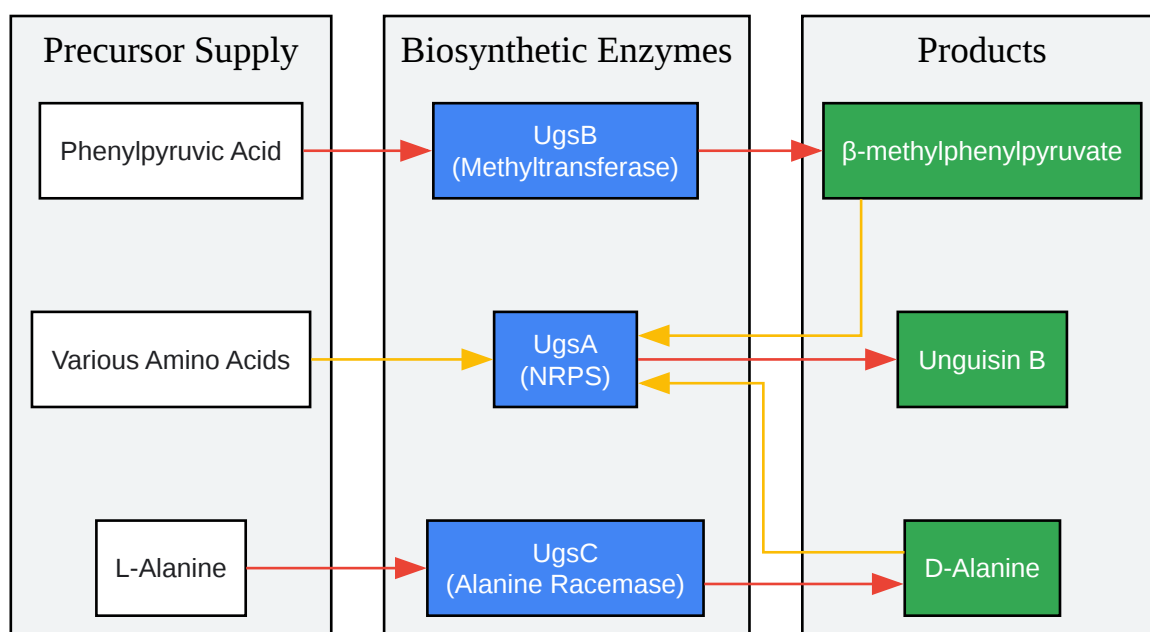 Precursor Supply
Biosynthetic Enzymes
Products
Phenylpyruvic Acid
UgsB
(Methyltransferase)
β-methylphenylpyruvate
Various Amino Acids
UgsA
(NRPS)
Unguisin B
L-Alanine
UgsC
(Alanine Racemase)
D-Alanine